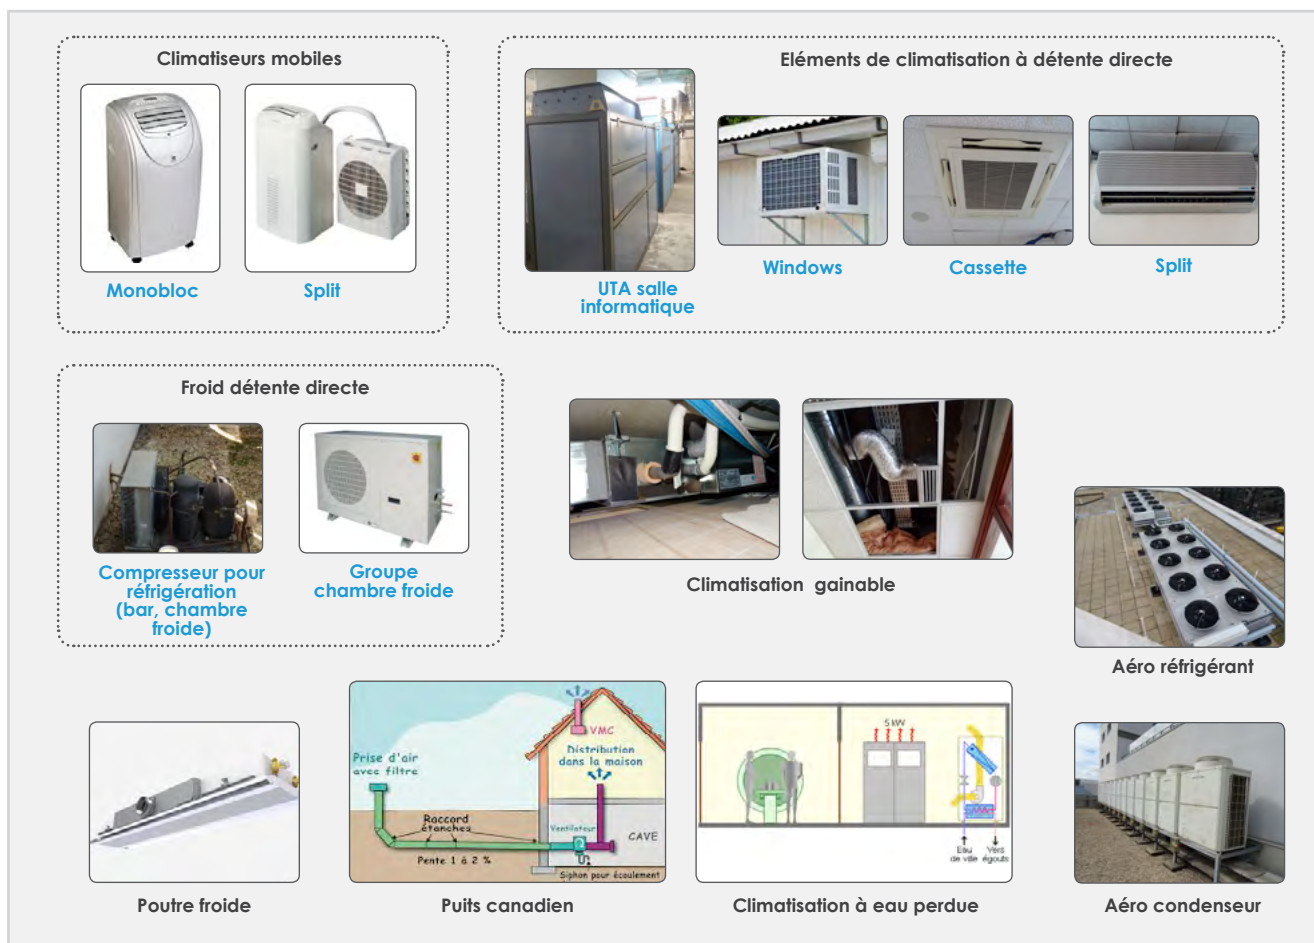 Climatiseurs mobiles
Monobloc
Split
Eléments de climatisation à détente directe
UTA salle
informatique
Windows
Cassette
Split
Froid détente directe
Compresseur pour
réfrigération
(bar, chambre
froide)
Groupe
chambre froide
Climatisation gainable
Aéro réfrigérant
Poutre froide
Prise d'air
avec filtre
VMC
Distribution
dans la maison
Raccord
étanches
Ventilateur
CAVE
Pente 1 à 2 %
Siphon pour écoulement
Puits canadien
5 kW
Eau
de ville
Vers
égouts
Climatisation à eau perdue
Aéro condenseur